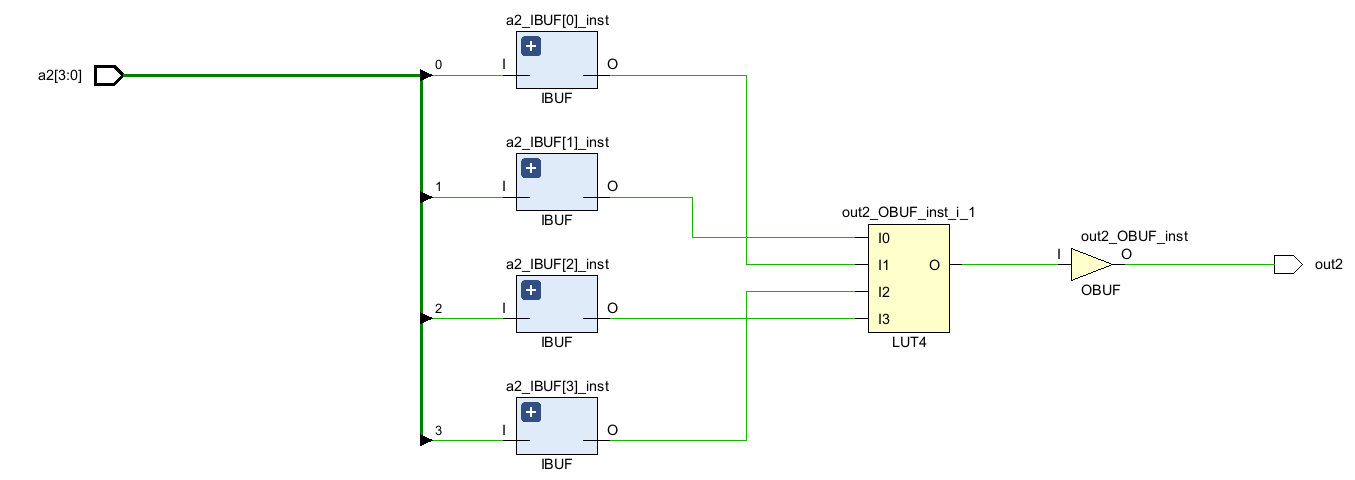 a2_IBUF[0]_inst
a2[3:0]
0
I
O
IBUF
a2_IBUF[1]_inst
1
I
O
IBUF
out2_OBUF_inst_i_1
I0
I1
I2
I3
O
LUT4
out2_OBUF_inst
I
O
OBUF
out2
a2_IBUF[2]_inst
2
I
O
IBUF
a2_IBUF[3]_inst
3
I
O
IBUF